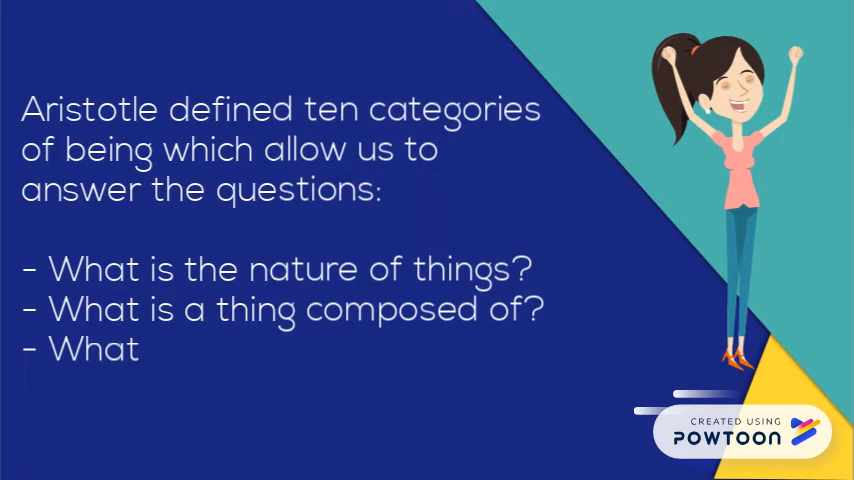 Aristotle defined ten categories
of being which allow us to
answer the questions:
- What is the nature of things?
- What is a thing composed of?
- What
CREATED USING
POWTOON